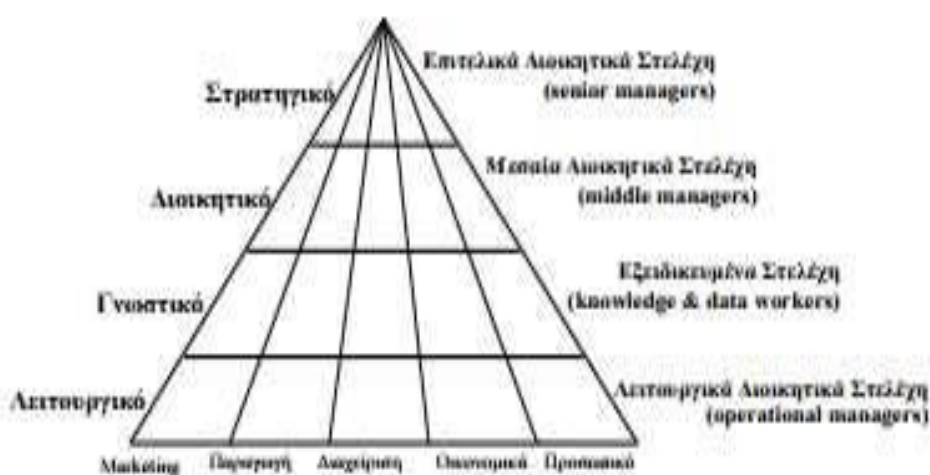 Στρατηγικό
Επιτελικά Διοικητικά Στελέχη
(senior managers)
Διοικητικό
Μεσαία Διοικητικά Στελέχη
(middle managers)
Γνωστικό
Εξειδικευμένα Στελέχη
(knowledge & data workers)
Λειτουργικό
Λειτουργικά Διοικητικά Στελέχη
(operational managers)
Marketing Παραγωγή Διαχείριση Οικονομικά Προσωπικό